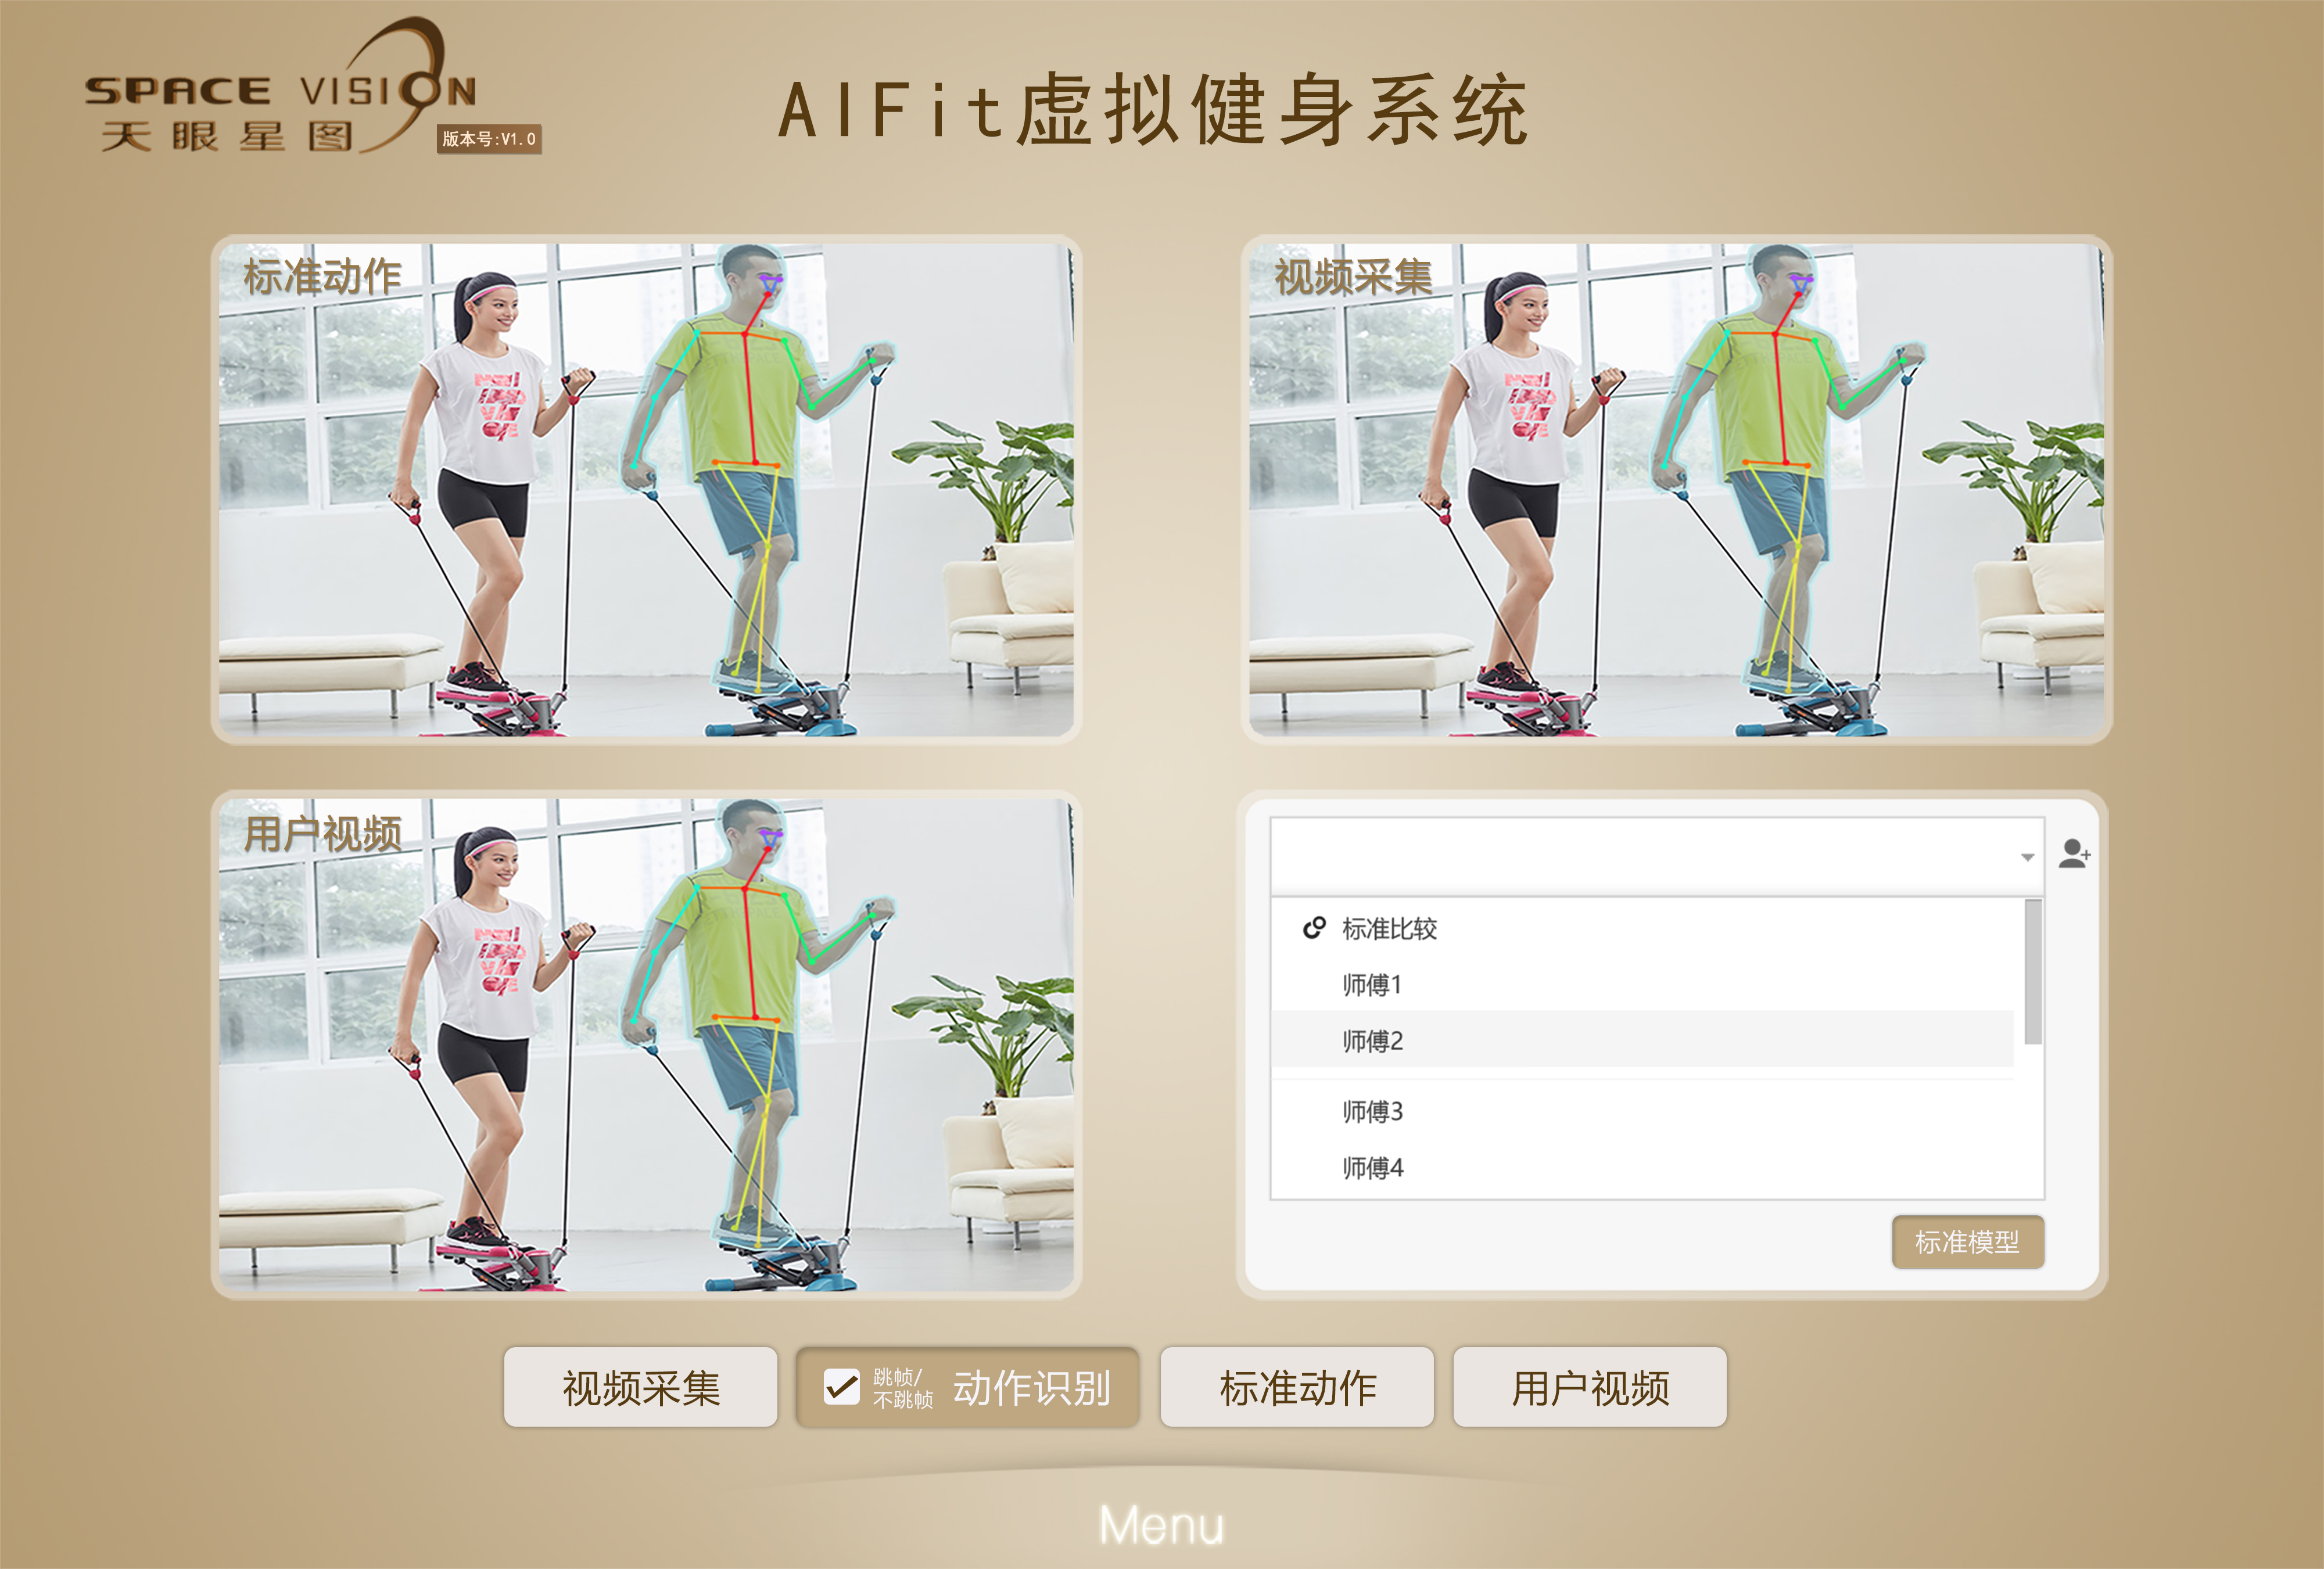 SPACE VISION
天眼星图
版本号:V1.0
AIFit虚拟健身系统
标准动作
视频采集
用户视频
标准比较
师傅1
师傅2
师傅3
师傅4
标准模型
视频采集
跳帧/
不跳帧
动作识别
标准动作
用户视频
Menu